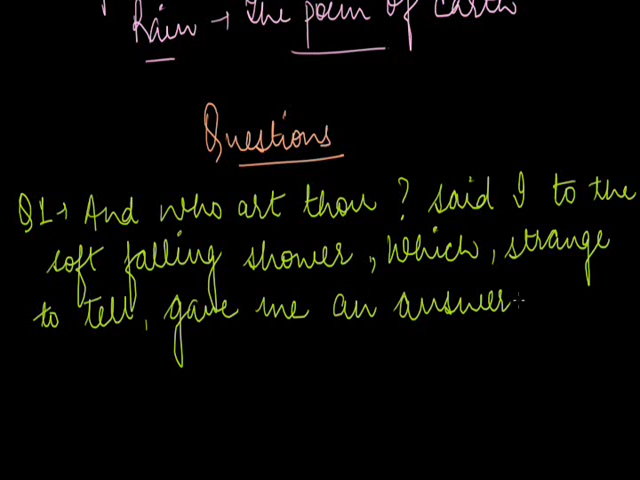 Rain → The poem of Earth
Questions
Q1→ And who art thou ? said I to the
soft falling shower, which, strange
to tell, gave me an answer